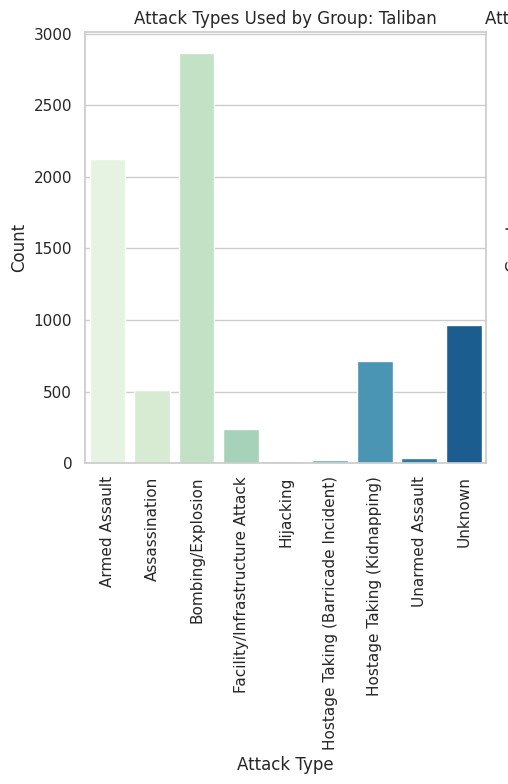 Attack Types Used by Group: Taliban
Att
3000
2500
2000
1500
1000
500
0
Count
Armed Assault
Assassination
Bombing/Explosion
Facility/Infrastructure Attack
Hijacking
Hostage Taking (Barricade Incident)
Hostage Taking (Kidnapping)
Unarmed Assault
Unknown
Attack Type